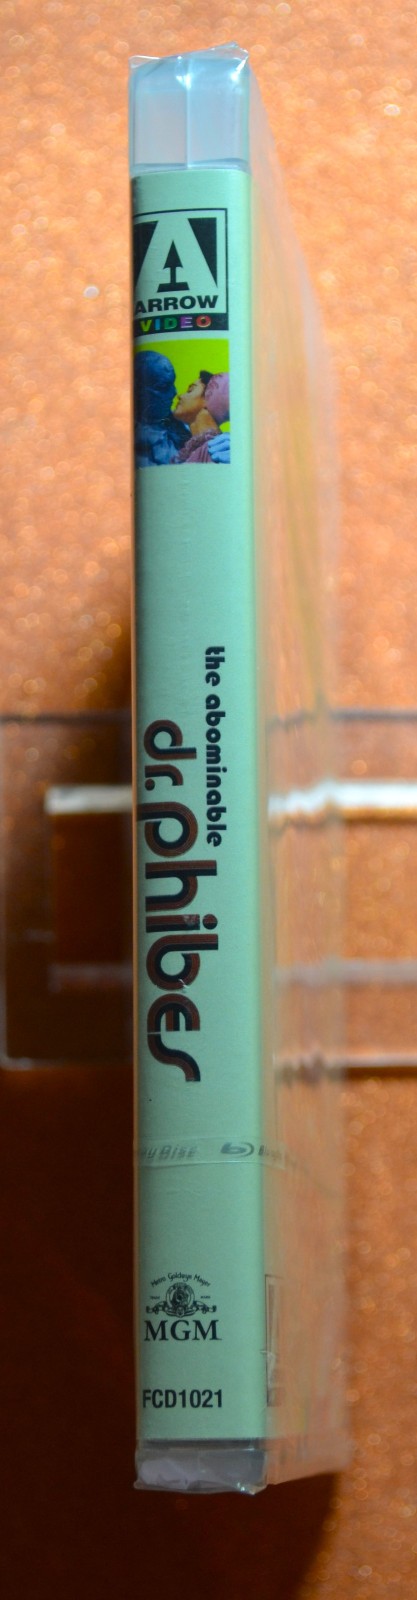 A
ARROW
VIDEO
the abominable
dr. phibes
Metro Goldwyn Mayer
MGM
FCD1021